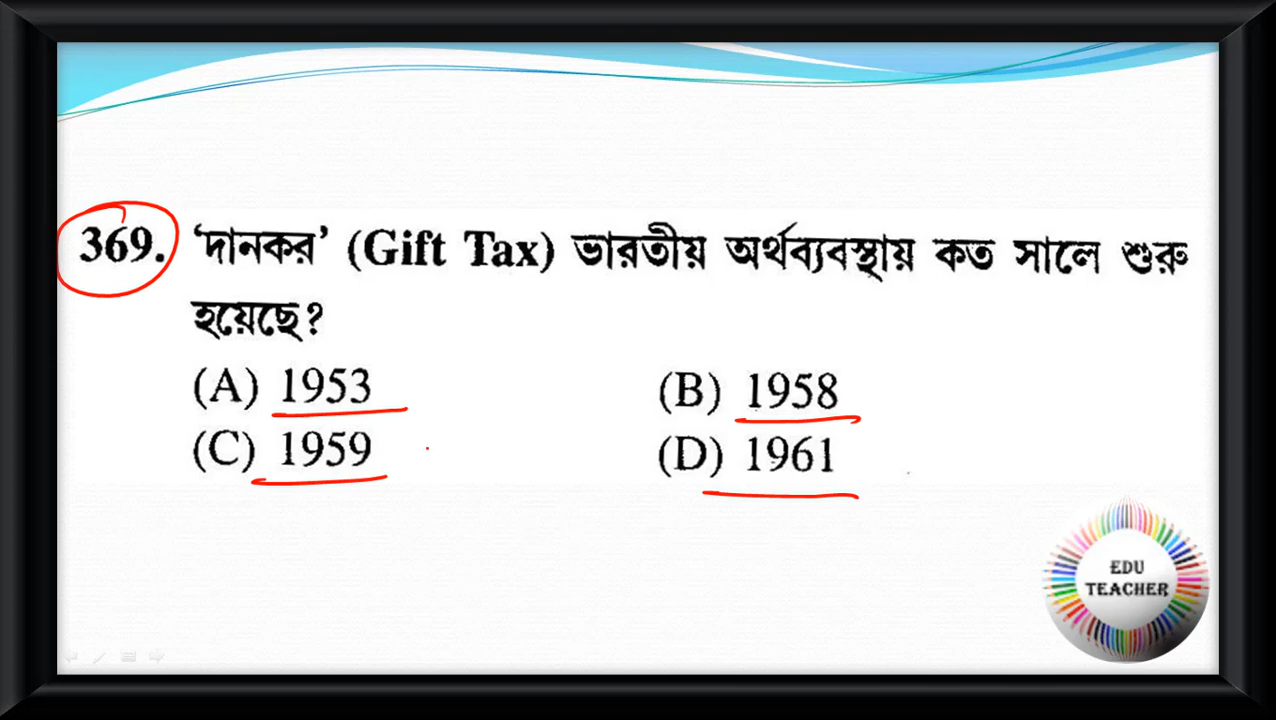 369. ‘দানকর’ (Gift Tax) ভারতীয় অর্থব্যবস্থায় কত সালে শুরু
হয়েছে?
(A) 1953 (B) 1958
(C) 1959 (D) 1961
EDU
TEACHER